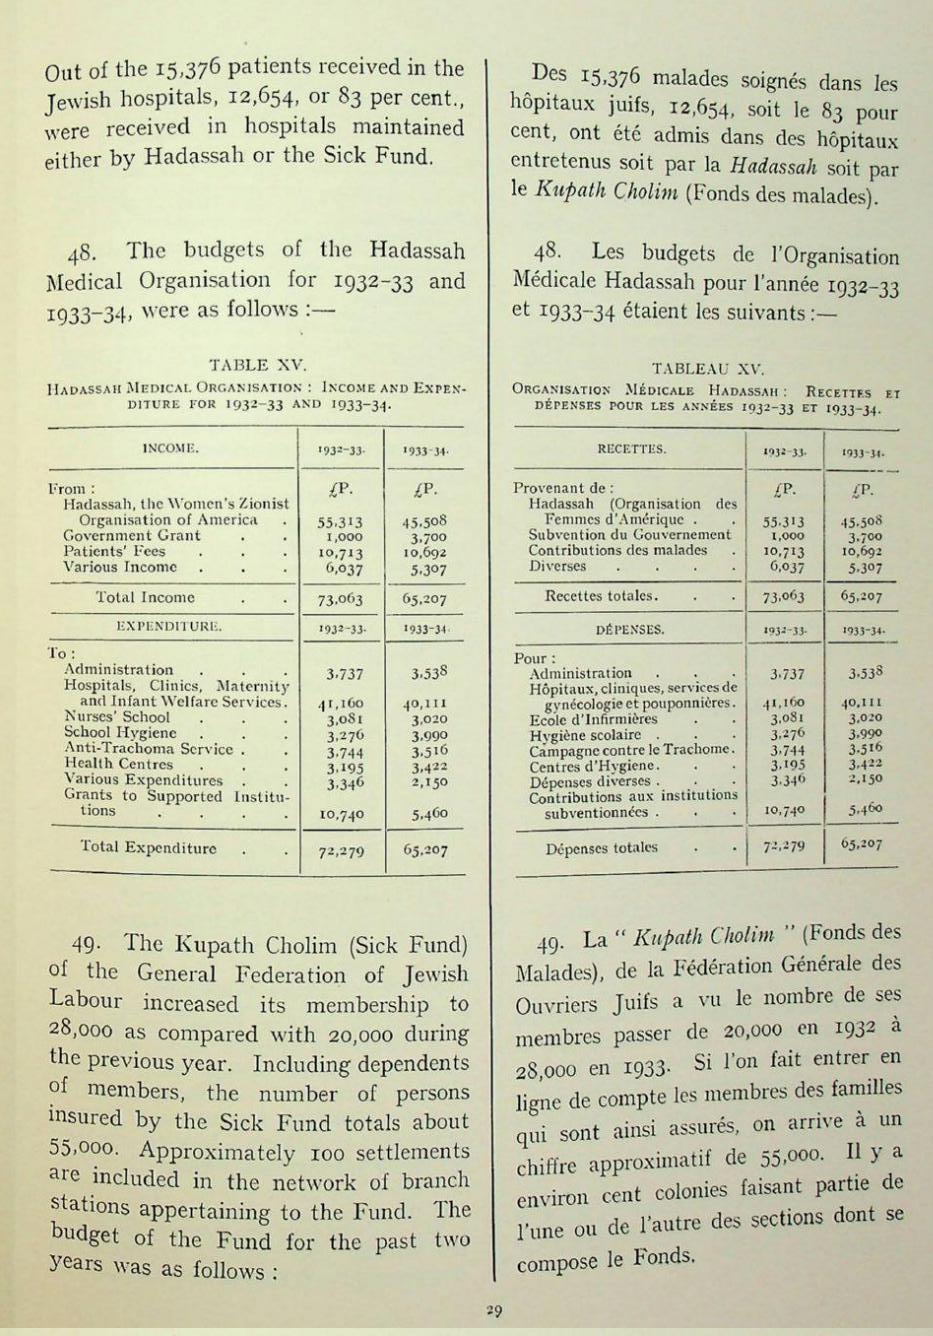 Out of the 15,376 patients received in the
Jewish hospitals, 12,654, or 83 per cent.,
were received in hospitals maintained
either by Hadassah or the Sick Fund.
48. The budgets of the Hadassah
Medical Organisation for 1932–33 and
1933–34, were as follows :—
TABLE XV.
HADASSAH MEDICAL ORGANISATION : INCOME AND EXPEN-
DITURE FOR 1932–33 AND 1933–34.
INCOME. 1932–33. 1933–34.
From : £P. £P.
Hadassah, the Women's Zionist
Organisation of America . 55,313 45,508
Government Grant . . 1,000 3,700
Patients' Fees . . . 10,713 10,692
Various Income . . . 6,037 5,307
Total Income . . 73,063 65,207
EXPENDITURE. 1932–33. 1933–34.
To :
Administration . . . 3,737 3,538
Hospitals, Clinics, Maternity
and Infant Welfare Services. 41,160 40,111
Nurses' School . . . 3,081 3,020
School Hygiene . . . 3,276 3,990
Anti-Trachoma Service . . 3,744 3,516
Health Centres . . . 3,195 3,422
Various Expenditures . . 3,346 2,150
Grants to Supported Institu-
tions . . . . 10,740 5,460
Total Expenditure . . 72,279 65,207
49. The Kupath Cholim (Sick Fund)
of the General Federation of Jewish
Labour increased its membership to
28,000 as compared with 20,000 during
the previous year. Including dependents
of members, the number of persons
insured by the Sick Fund totals about
55,000. Approximately 100 settlements
are included in the network of branch
stations appertaining to the Fund. The
budget of the Fund for the past two
years was as follows :
Des 15,376 malades soignés dans les
hôpitaux juifs, 12,654, soit le 83 pour
cent, ont été admis dans des hôpitaux
entretenus soit par la Hadassah soit par
le Kupath Cholim (Fonds des malades).
48. Les budgets de l'Organisation
Médicale Hadassah pour l'année 1932–33
et 1933–34 étaient les suivants :—
TABLEAU XV.
ORGANISATION MÉDICALE HADASSAH : RECETTES ET
DÉPENSES POUR LES ANNÉES 1932–33 ET 1933–34.
RECETTES. 1932–33. 1933–34.
Provenant de : £P. £P.
Hadassah (Organisation des
Femmes d'Amérique . . 55,313 45,508
Subvention du Gouvernement 1,000 3,700
Contributions des malades . 10,713 10,692
Diverses . . . . 6,037 5,307
Recettes totales. . . 73,063 65,207
DÉPENSES. 1932–33. 1933–34.
Pour :
Administration . . . 3,737 3,538
Hôpitaux, cliniques, services de
gynécologie et pouponnières. 41,160 40,111
Ecole d'Infirmières . . 3,081 3,020
Hygiène scolaire . . . 3,276 3,990
Campagne contre le Trachome. 3,744 3,516
Centres d'Hygiene. . . 3,195 3,422
Dépenses diverses . . . 3,346 2,150
Contributions aux institutions
subventionnées . . . 10,740 5,460
Dépenses totales . . 72,279 65,207
49. La " Kupath Cholim " (Fonds des
Malades), de la Fédération Générale des
Ouvriers Juifs a vu le nombre de ses
membres passer de 20,000 en 1932 à
28,000 en 1933. Si l'on fait entrer en
ligne de compte les membres des familles
qui sont ainsi assurés, on arrive à un
chiffre approximatif de 55,000. Il y a
environ cent colonies faisant partie de
l'une ou de l'autre des sections dont se
compose le Fonds.
29